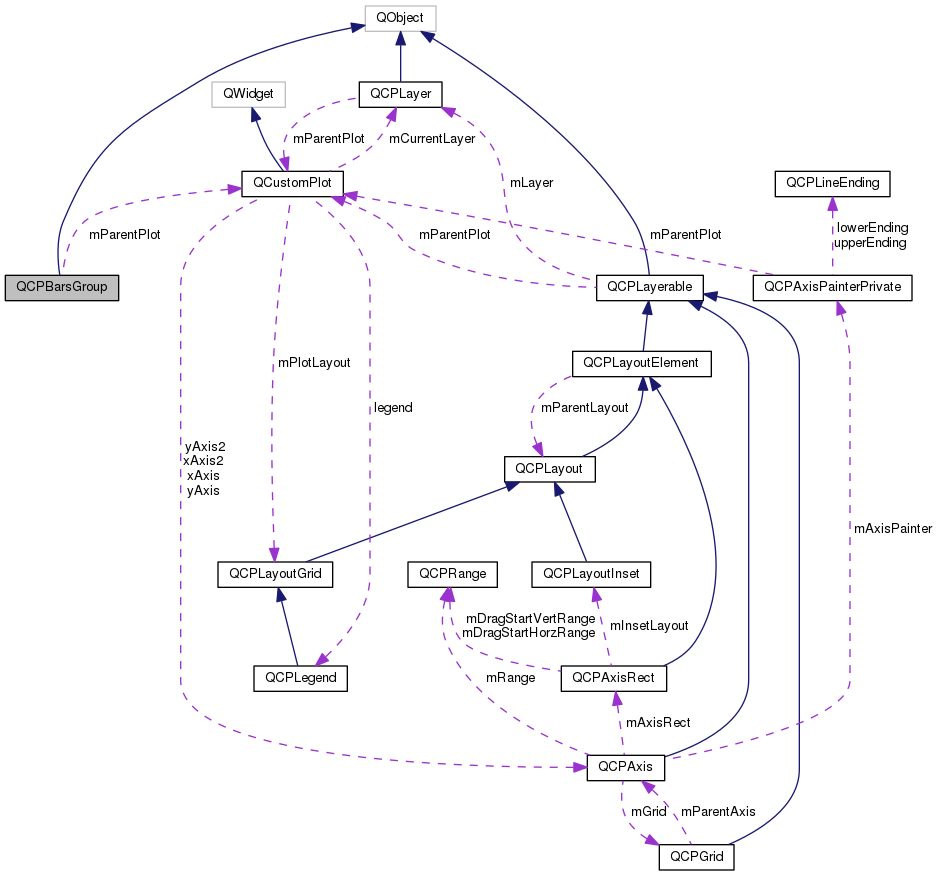 QObject
QWidget
QCPLayer
mParentPlot
mCurrentLayer
QCustomPlot
mLayer
QCPLineEnding
mParentPlot
mParentPlot
mParentPlot
lowerEnding
upperEnding
QCPBarsGroup
QCPLayerable
QCPAxisPainterPrivate
mPlotLayout
QCPLayoutElement
legend
mParentLayout
yAxis2
xAxis2
xAxis
yAxis
QCPLayout
mAxisPainter
QCPLayoutGrid
QCPRange
QCPLayoutInset
mDragStartVertRange
mDragStartHorzRange
mInsetLayout
QCPLegend
mRange
QCPAxisRect
mAxisRect
QCPAxis
mGrid
mParentAxis
QCPGrid